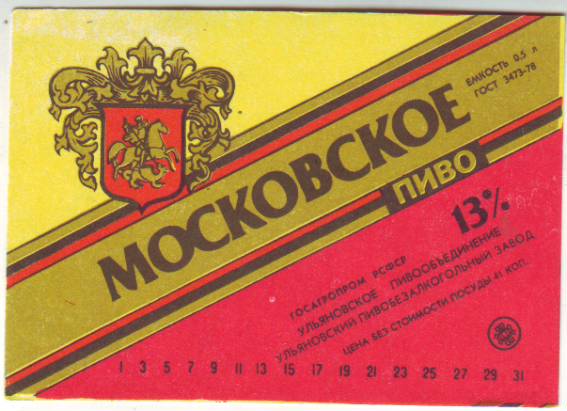 ЕМКОСТЬ 0,5 л
ГОСТ 3473-78
МОСКОВСКОЕ
ПИВО
13%
ГОСАГРОПРОМ РСФСР
УЛЬЯНОВСКОЕ ПИВООБЪЕДИНЕНИЕ
УЛЬЯНОВСКИЙ ПИВОБЕЗАЛКОГОЛЬНЫЙ ЗАВОД
ЦЕНА БЕЗ СТОИМОСТИ ПОСУДЫ 41 КОП.
1 3 5 7 9 11 13 15 17 19 21 23 25 27 29 31